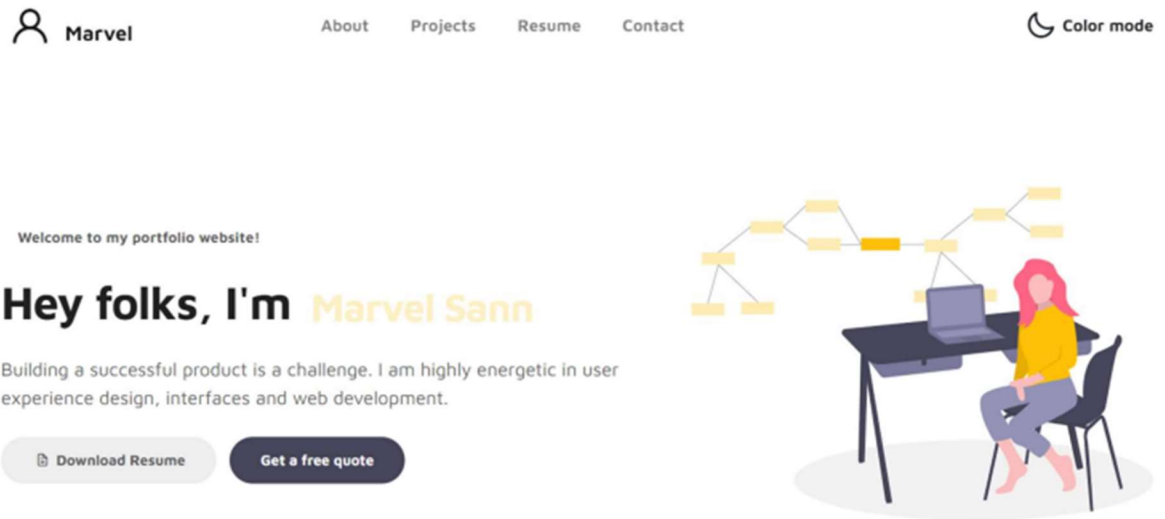 Marvel
About Projects Resume Contact
Color mode
Welcome to my portfolio website!
Hey folks, I'm Marvel Sann
Building a successful product is a challenge. I am highly energetic in user
experience design, interfaces and web development.
Download Resume
Get a free quote